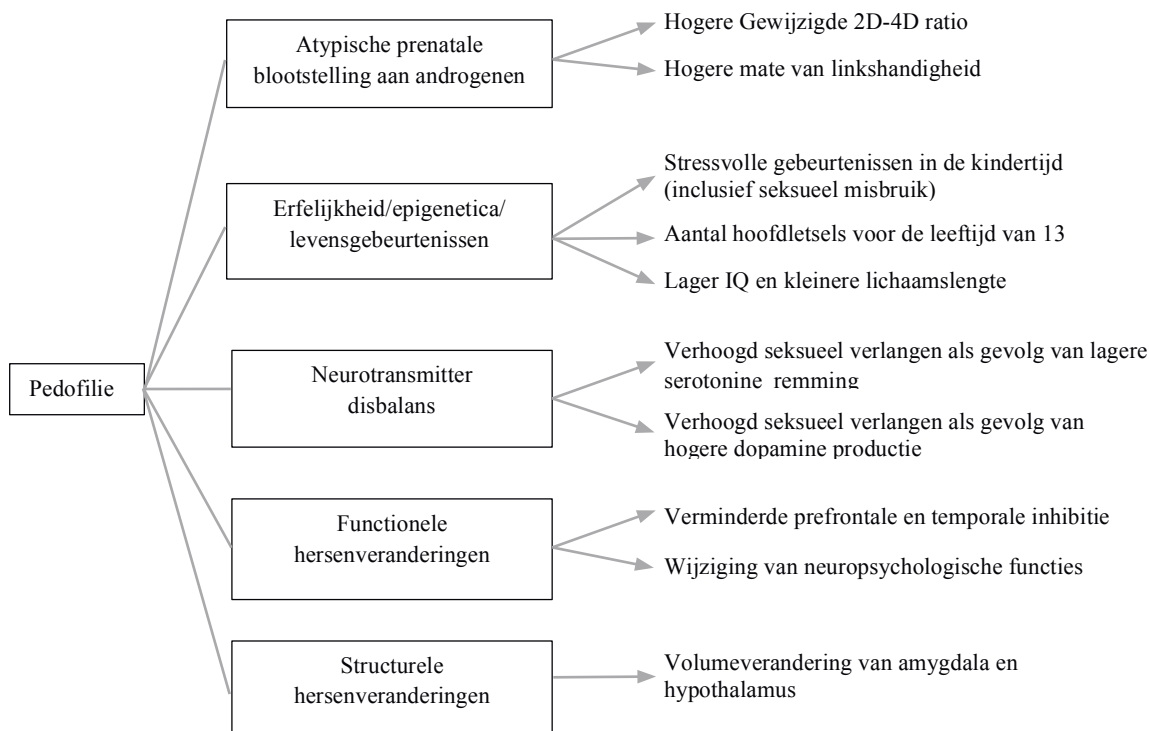 Atypische prenatale
blootstelling aan androgenen
Hogere Gewijzigde 2D-4D ratio
Hogere mate van linkshandigheid
Erfelijkheid/epigenetica/
levensgebeurtenissen
Stressvolle gebeurtenissen in de kindertijd
(inclusief seksueel misbruik)
Aantal hoofdletsels voor de leeftijd van 13
Lager IQ en kleinere lichaamslengte
Pedofilie
Neurotransmitter
disbalans
Verhoogd seksueel verlangen als gevolg van lagere
serotonine remming
Verhoogd seksueel verlangen als gevolg van
hogere dopamine productie
Functionele
hersenveranderingen
Verminderde prefrontale en temporale inhibitie
Wijziging van neuropsychologische functies
Structurele
hersenveranderingen
Volumeverandering van amygdala en
hypothalamus